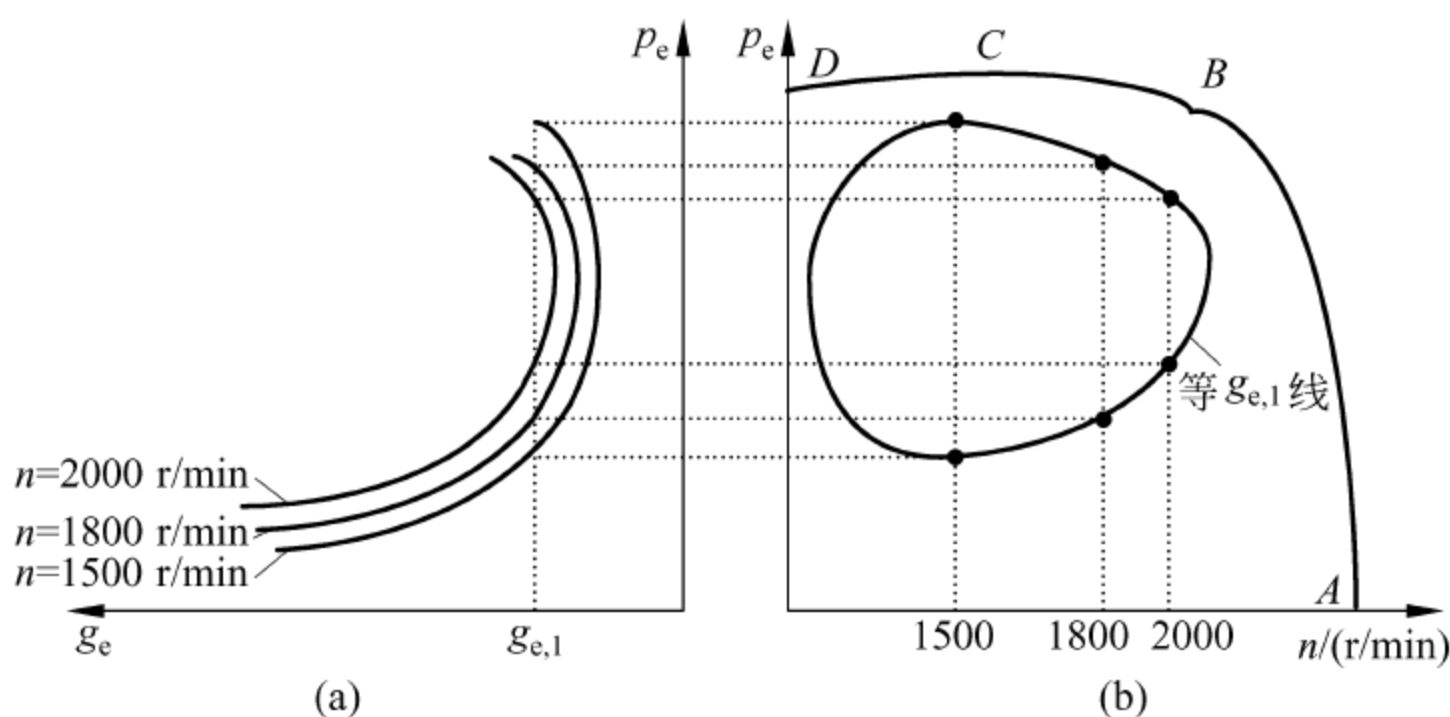 pe
pe
D
C
B
n=2000 r/min
n=1800 r/min
n=1500 r/min
等ge,1线
A
ge
ge,1
1500
1800
2000
n/(r/min)
(a)
(b)